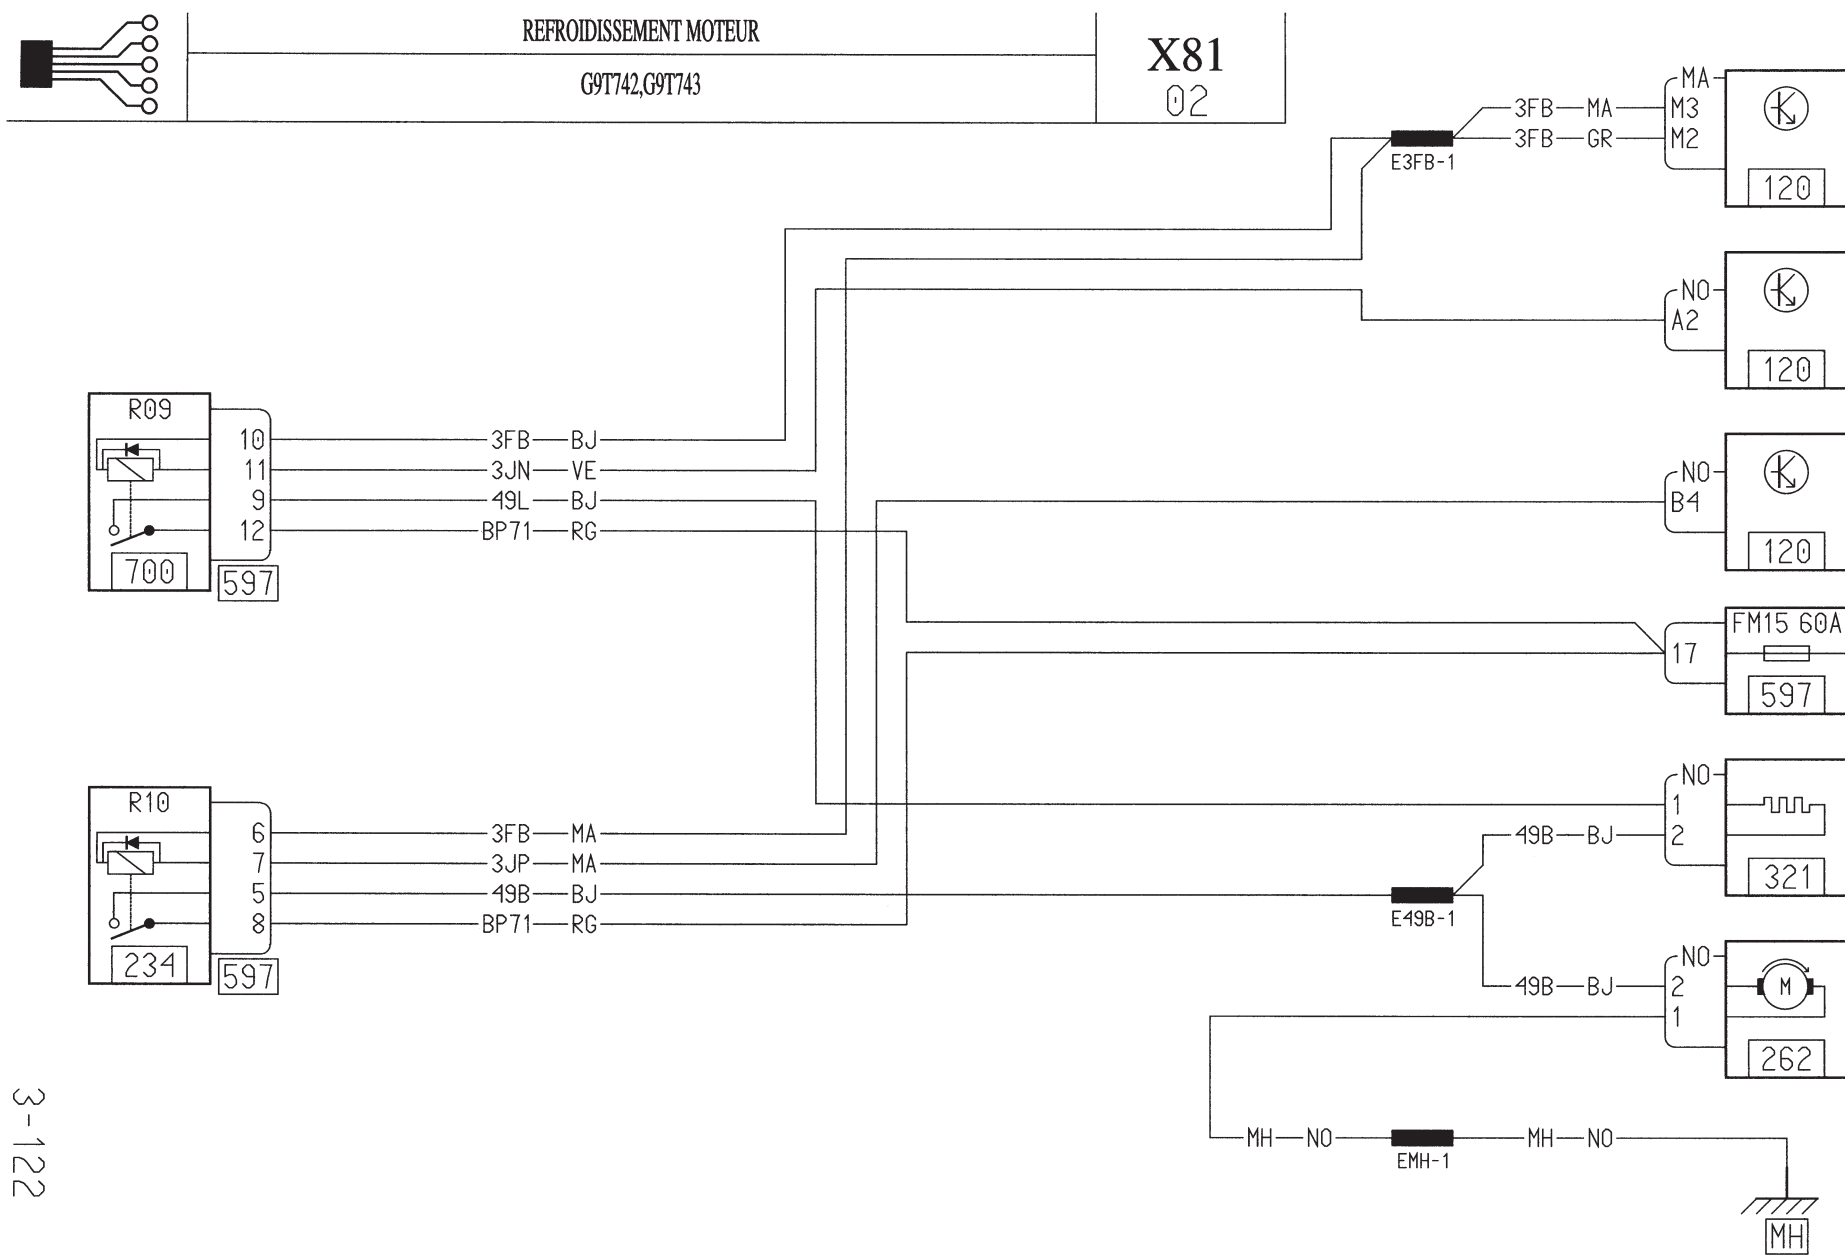 REFROIDISSEMENT MOTEUR
G9T742,G9T743
X81
02
MA
3FB MA M3
3FB GR M2
E3FB-1
120
NO
A2
120
R09
10 3FB BJ
11 3JN VE
9 49L BJ
12 BP71 RG
700
597
NO
B4
120
FM15 60A
17
597
R10
6 3FB MA
7 3JP MA
5 49B BJ
8 BP71 RG
234
597
NO
1
49B BJ 2
321
E49B-1
NO
49B BJ 2
1
262
MH NO MH NO
EMH-1
MH
3-122